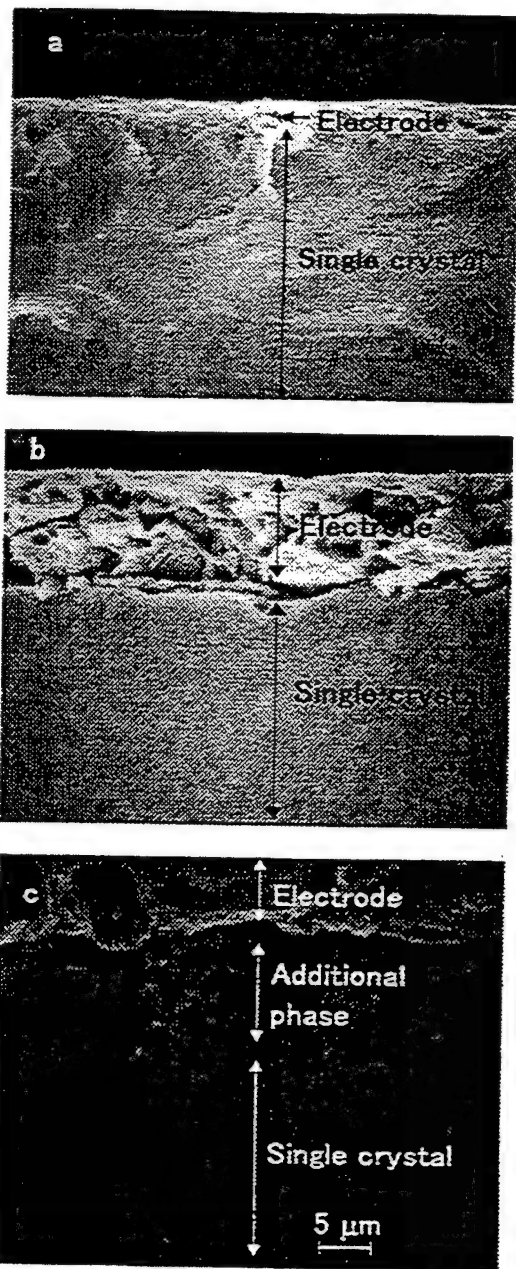 a
Electrode
Single crystal
b
Electrode
Single crystal
c
Electrode
Additional
phase
Single crystal
5 μm